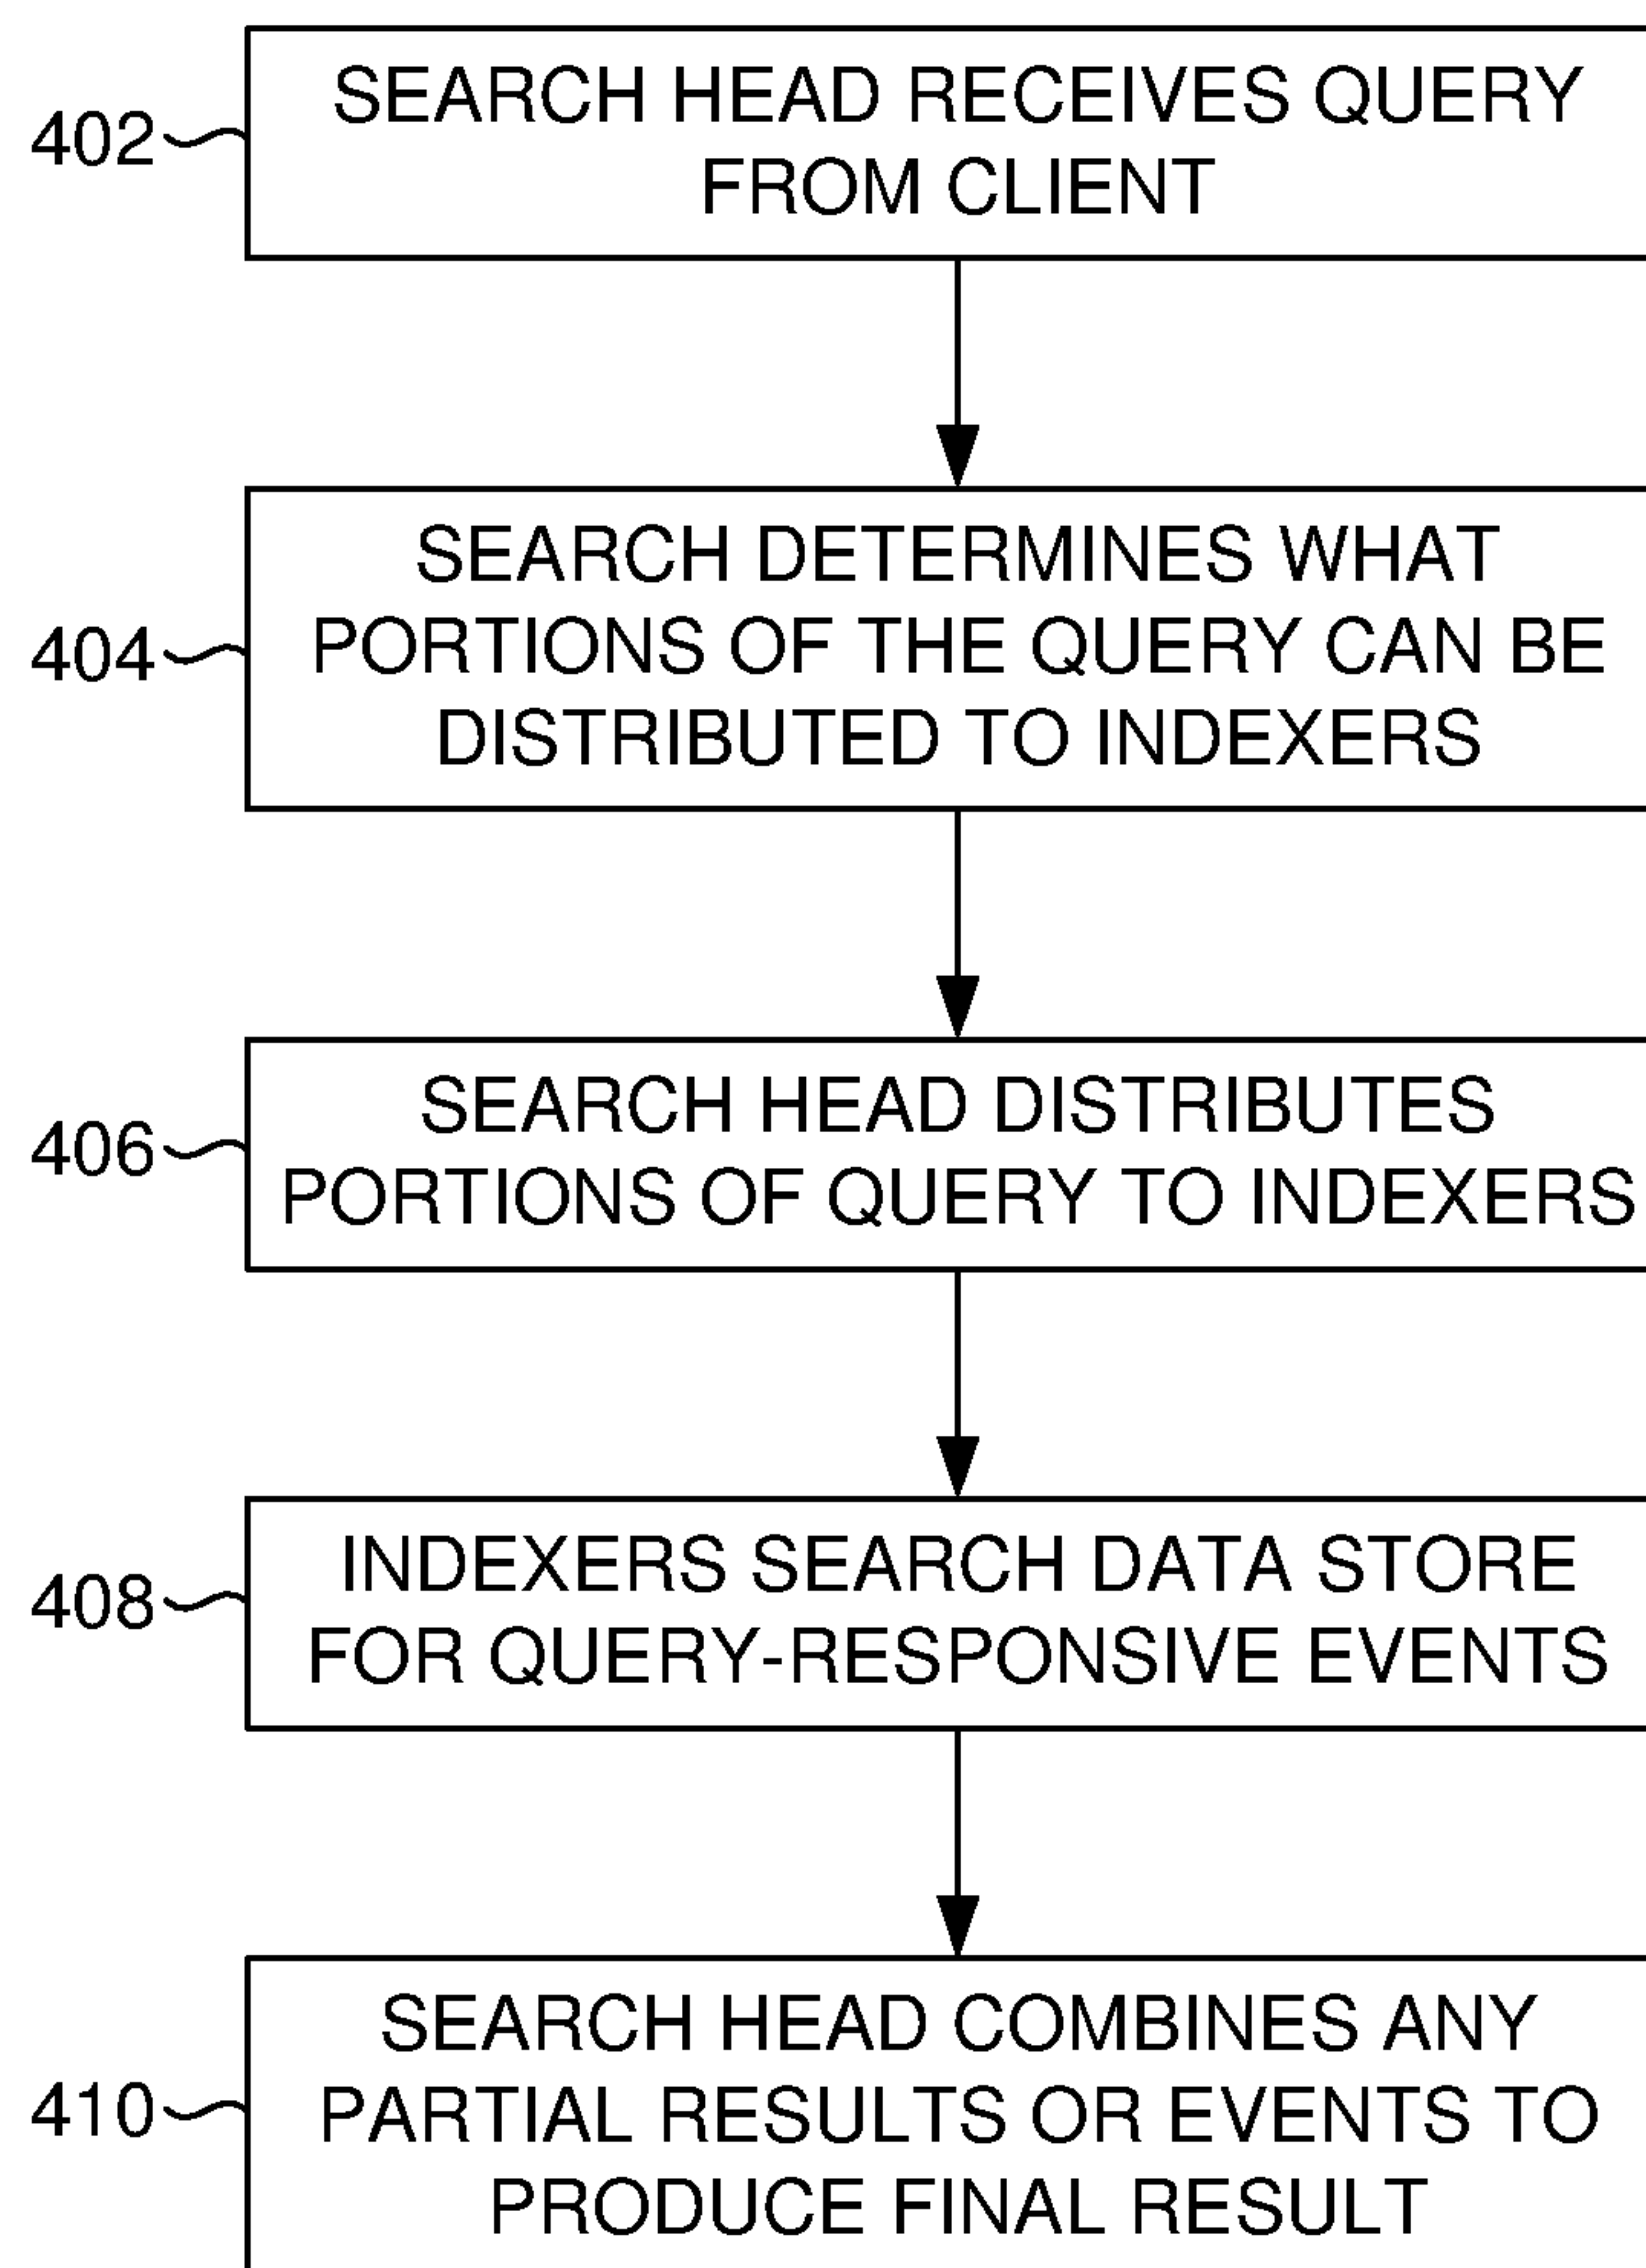 402
SEARCH HEAD RECEIVES QUERY
FROM CLIENT
404
SEARCH DETERMINES WHAT
PORTIONS OF THE QUERY CAN BE
DISTRIBUTED TO INDEXERS
406
SEARCH HEAD DISTRIBUTES
PORTIONS OF QUERY TO INDEXERS
408
INDEXERS SEARCH DATA STORE
FOR QUERY-RESPONSIVE EVENTS
410
SEARCH HEAD COMBINES ANY
PARTIAL RESULTS OR EVENTS TO
PRODUCE FINAL RESULT